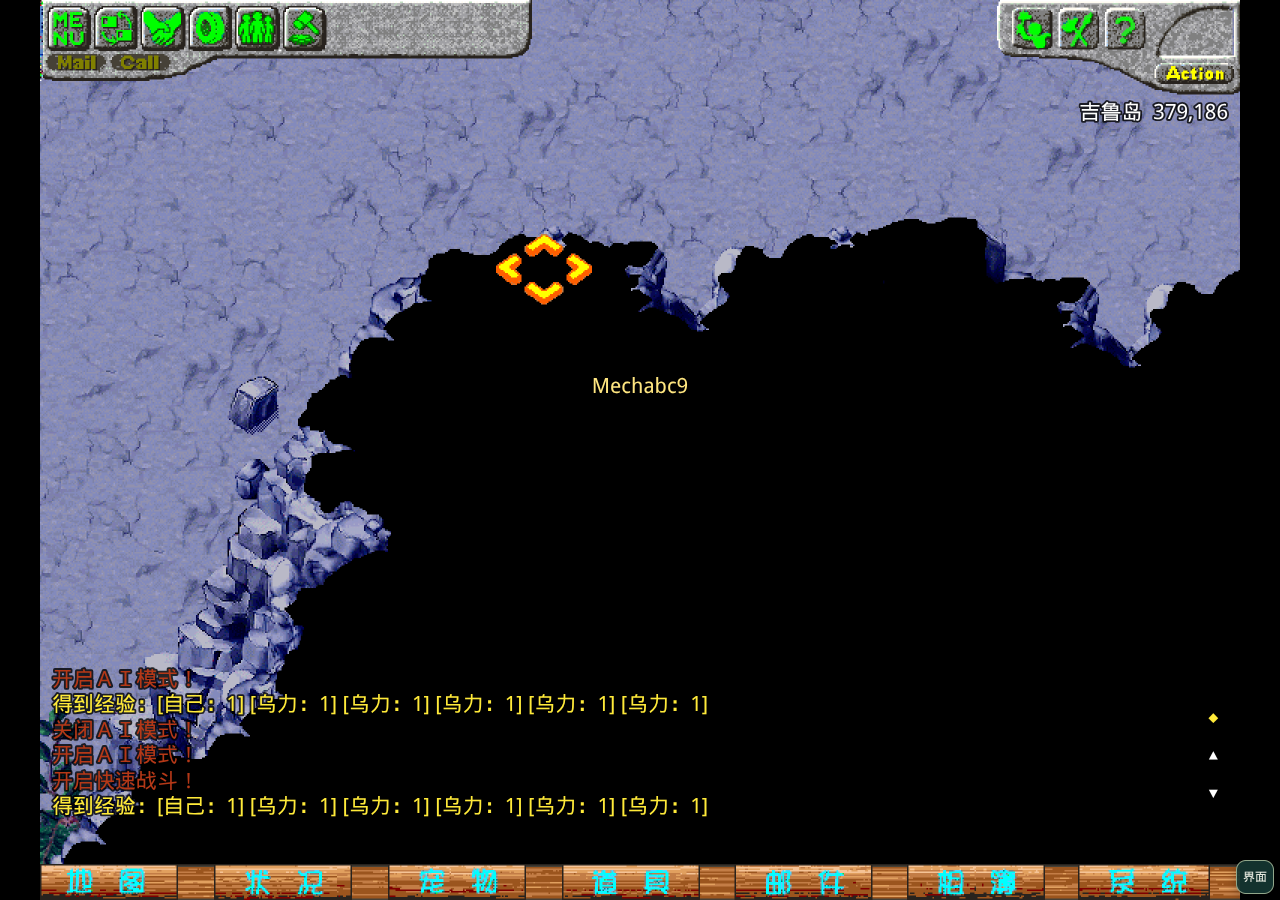 MENU
Mail Call
Action
吉鲁岛 379,186
Mechabc9
开启ＡＩ模式！
得到经验：[自己：1][乌力：1][乌力：1][乌力：1][乌力：1][乌力：1]
关闭ＡＩ模式！
开启ＡＩ模式！
开启快速战斗！
得到经验：[自己：1][乌力：1][乌力：1][乌力：1][乌力：1][乌力：1]
地图 状况 宠物 道具 邮件 相簿 系统
界面